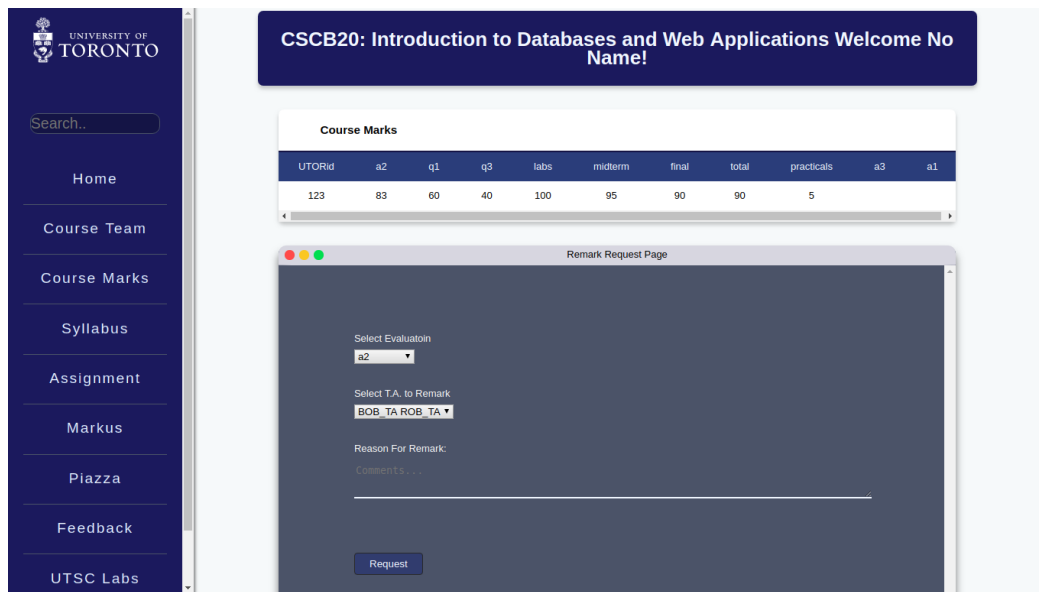 UNIVERSITY OF
TORONTO
Search..
Home
Course Team
Course Marks
Syllabus
Assignment
Markus
Piazza
Feedback
UTSC Labs
CSCB20: Introduction to Databases and Web Applications Welcome No
Name!
Course Marks
UTORid a2 q1 q3 labs midterm final total practicals a3 a1
123 83 60 40 100 95 90 90 5
Remark Request Page
Select Evaluatoin
a2
Select T.A. to Remark
BOB_TA ROB_TA
Reason For Remark:
Comments...
Request